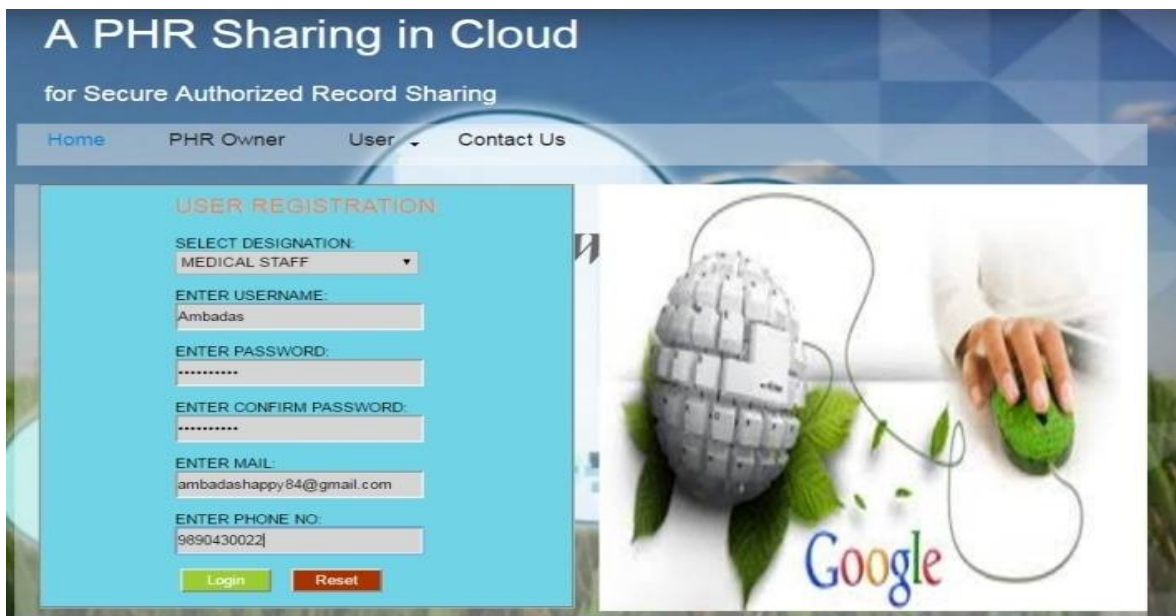 A PHR Sharing in Cloud
for Secure Authorized Record Sharing
Home PHR Owner User Contact Us
USER REGISTRATION
SELECT DESIGNATION:
MEDICAL STAFF
ENTER USERNAME:
Ambadas
ENTER PASSWORD:
••••••••••
ENTER CONFIRM PASSWORD:
••••••••••
ENTER MAIL:
ambadashappy84@gmail.com
ENTER PHONE NO:
9890430022
Login Reset
Google